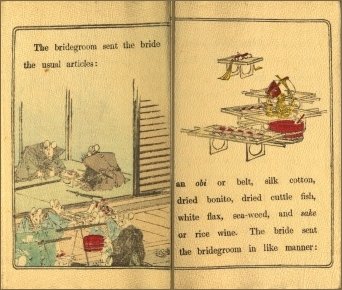 The bridegroom sent the bride
the usual articles:
an obi or belt, silk cotton,
dried bonito, dried cuttle fish,
white flax, sea-weed, and sake
or rice wine. The bride sent
the bridegroom in like manner: